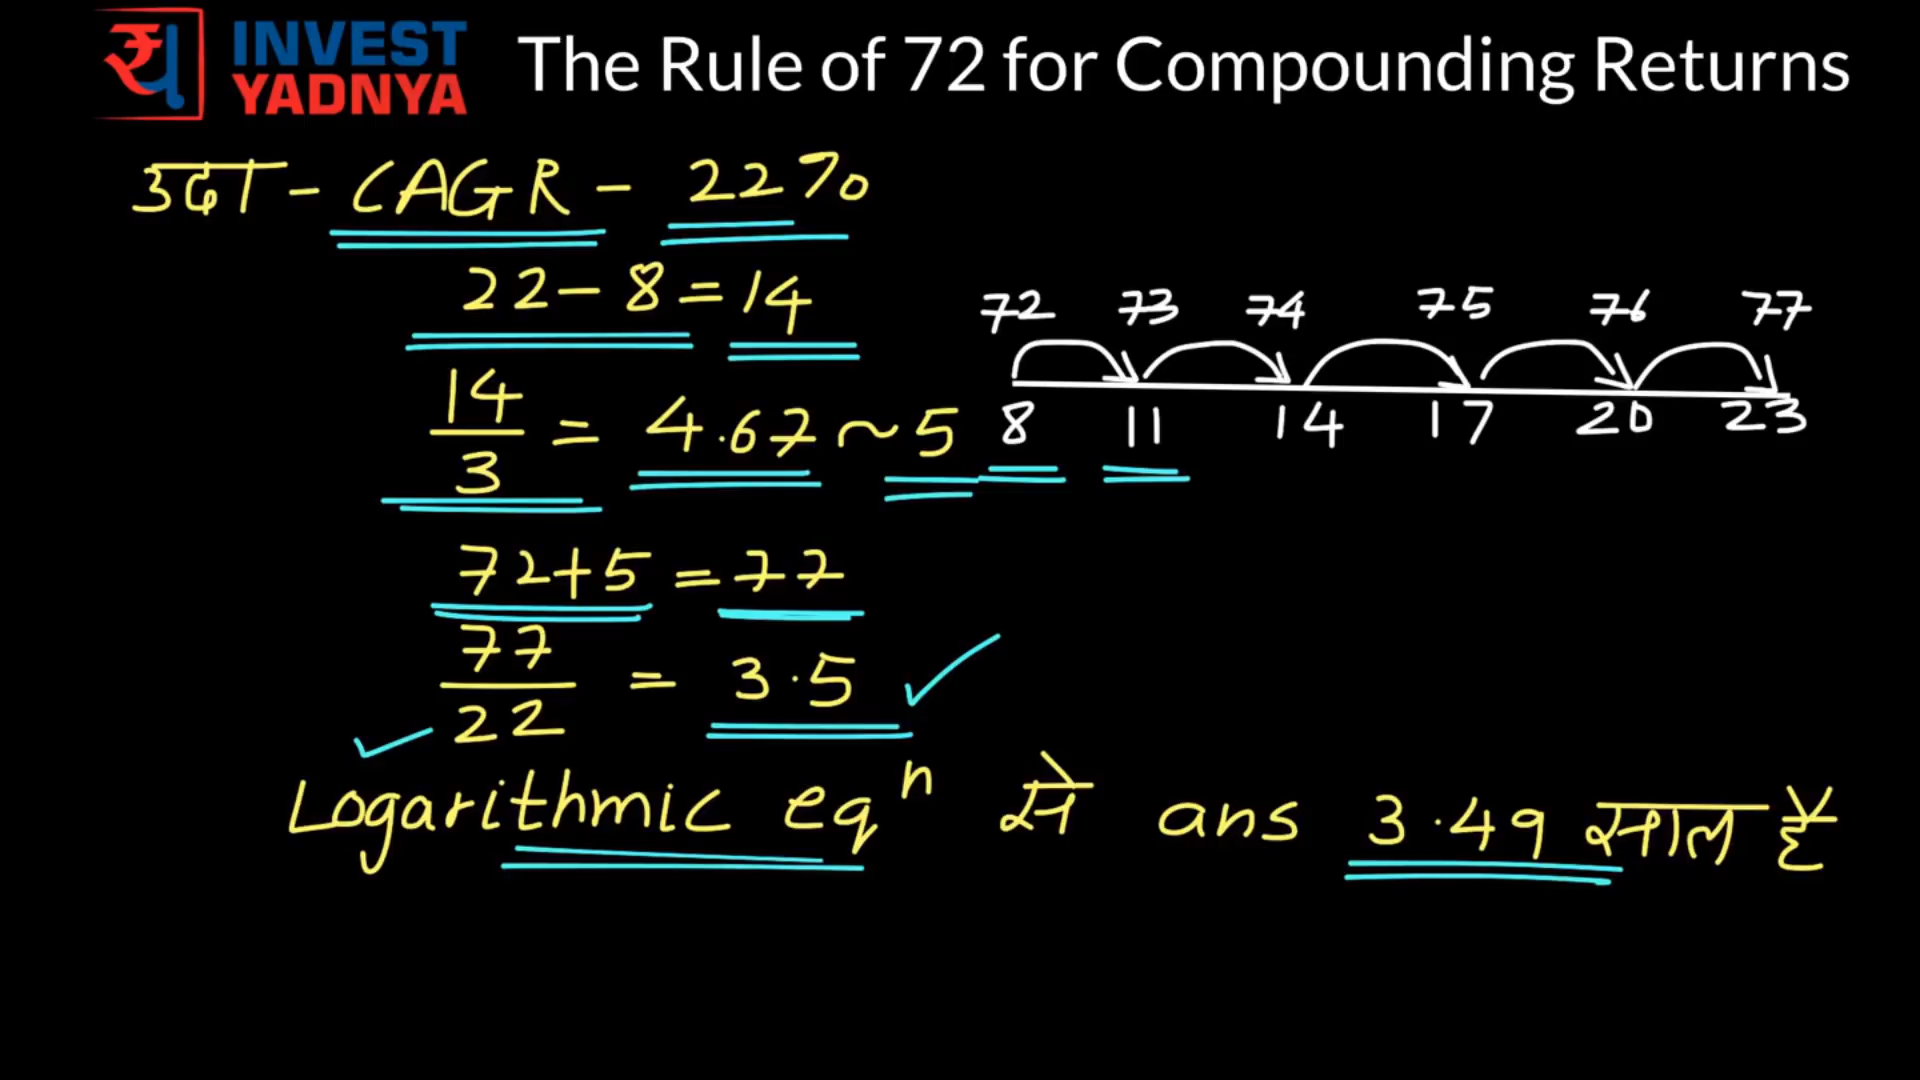 INVEST
YADNYA
The Rule of 72 for Compounding Returns
उदा - CAGR - 22%
22 - 8 = 14
14/3 = 4.67 ~ 5
72+5 = 77
77/22 = 3.5
72 73 74 75 76 77
8 11 14 17 20 23
Logarithmic eqⁿ से ans 3.49 साल है